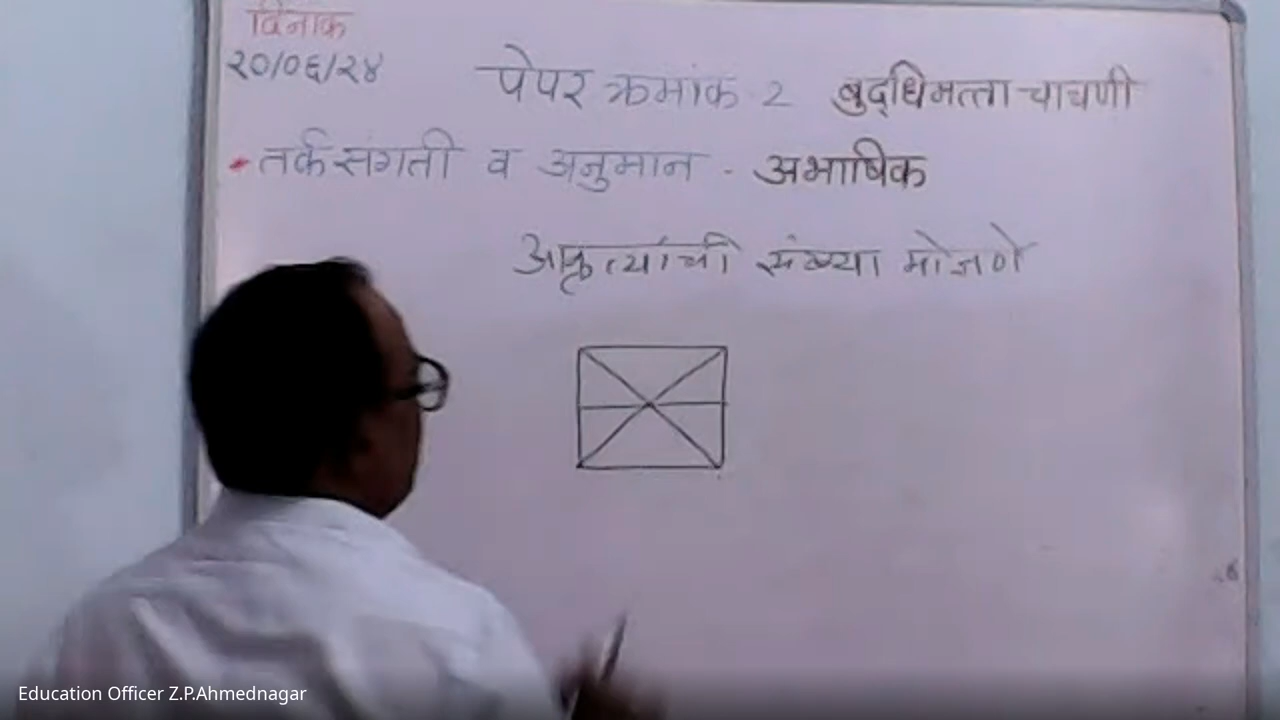 दिनांक
२०/०६/२४
पेपर क्रमांक - 2 बुद्धिमत्ता चाचणी
तर्कसंगती व अनुमान - अभाषिक
आकृत्यांची संख्या मोजणे
Education Officer Z.P.Ahmednagar